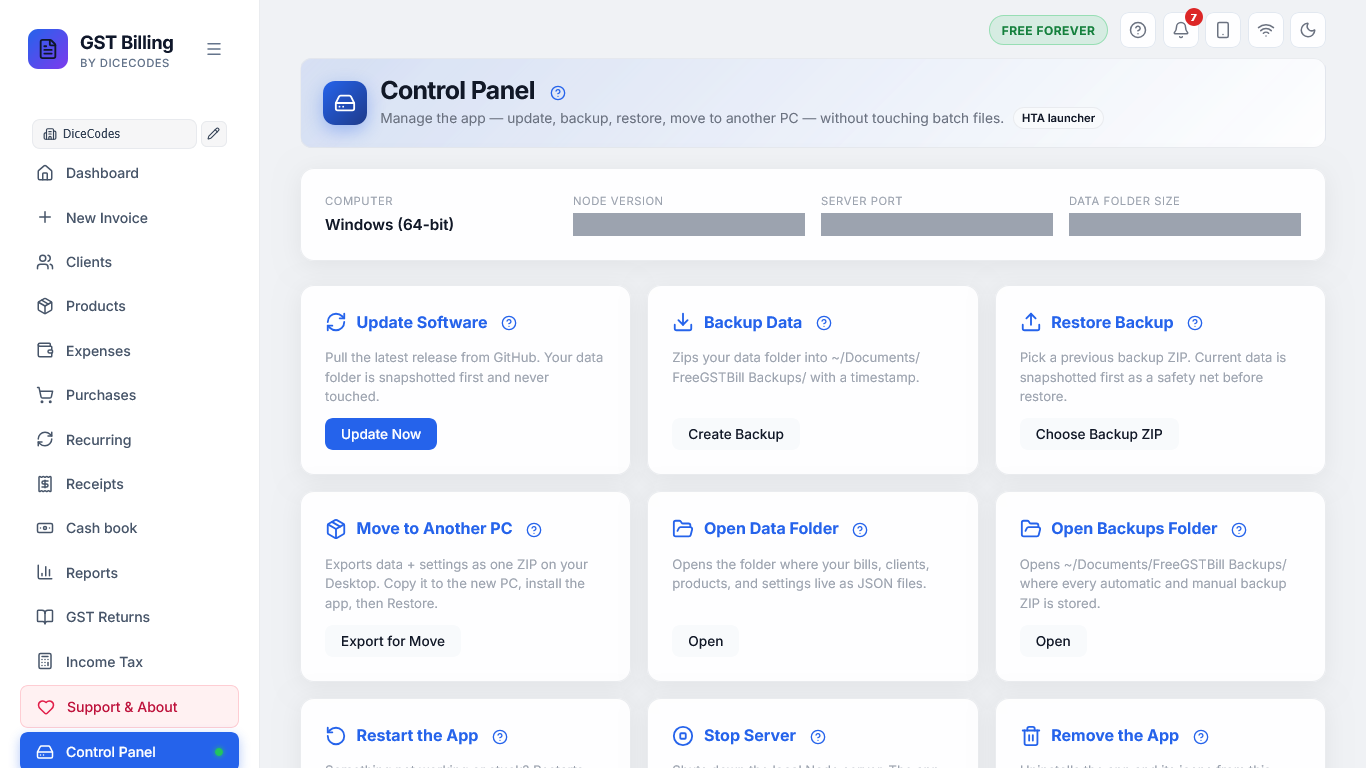 GST Billing
BY DICECODES
DiceCodes
Dashboard
New Invoice
Clients
Products
Expenses
Purchases
Recurring
Receipts
Cash book
Reports
GST Returns
Income Tax
Support & About
Control Panel
FREE FOREVER
7
Control Panel
Manage the app — update, backup, restore, move to another PC — without touching batch files.
HTA launcher
COMPUTER
Windows (64-bit)
NODE VERSION
SERVER PORT
DATA FOLDER SIZE
Update Software
Pull the latest release from GitHub. Your data
folder is snapshotted first and never
touched.
Update Now
Backup Data
Zips your data folder into ~/Documents/
FreeGSTBill Backups/ with a timestamp.
Create Backup
Restore Backup
Pick a previous backup ZIP. Current data is
snapshotted first as a safety net before
restore.
Choose Backup ZIP
Move to Another PC
Exports data + settings as one ZIP on your
Desktop. Copy it to the new PC, install the
app, then Restore.
Export for Move
Open Data Folder
Opens the folder where your bills, clients,
products, and settings live as JSON files.
Open
Open Backups Folder
Opens ~/Documents/FreeGSTBill Backups/
where every automatic and manual backup
ZIP is stored.
Open
Restart the App
Stop Server
Remove the App